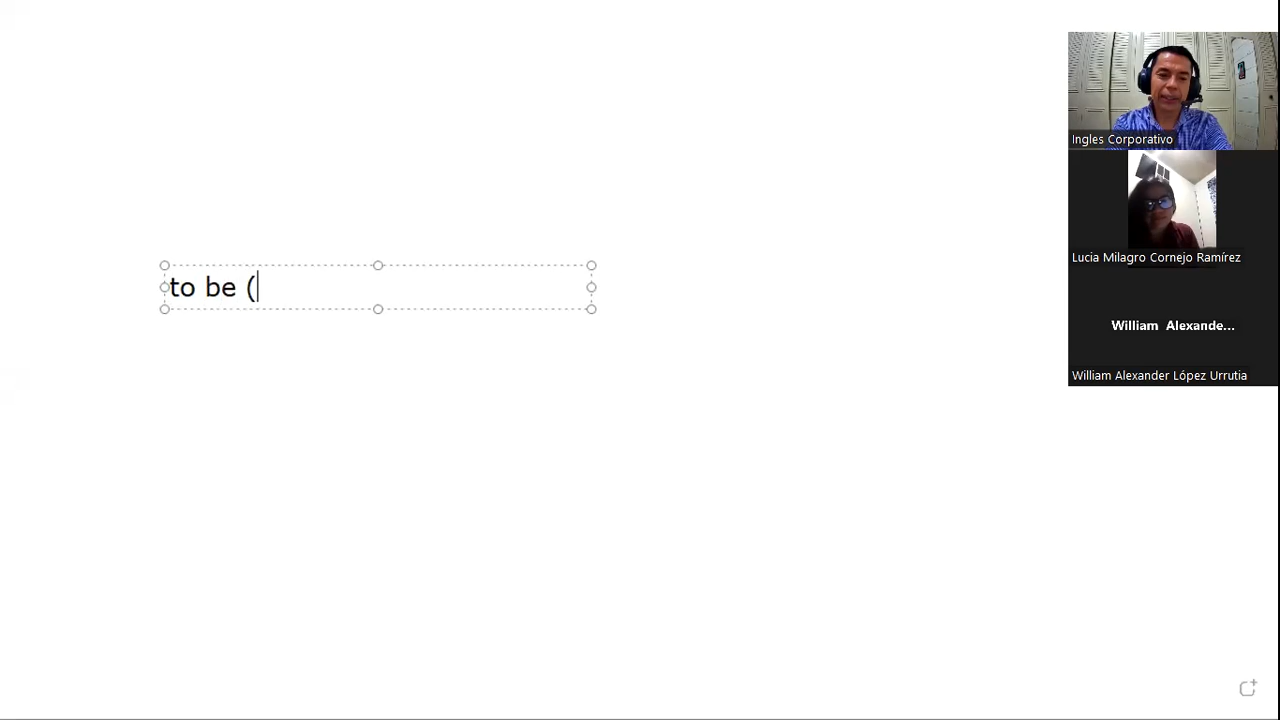 to be (
Ingles Corporativo
Lucia Milagro Cornejo Ramírez
William Alexande...
William Alexander López Urrutia